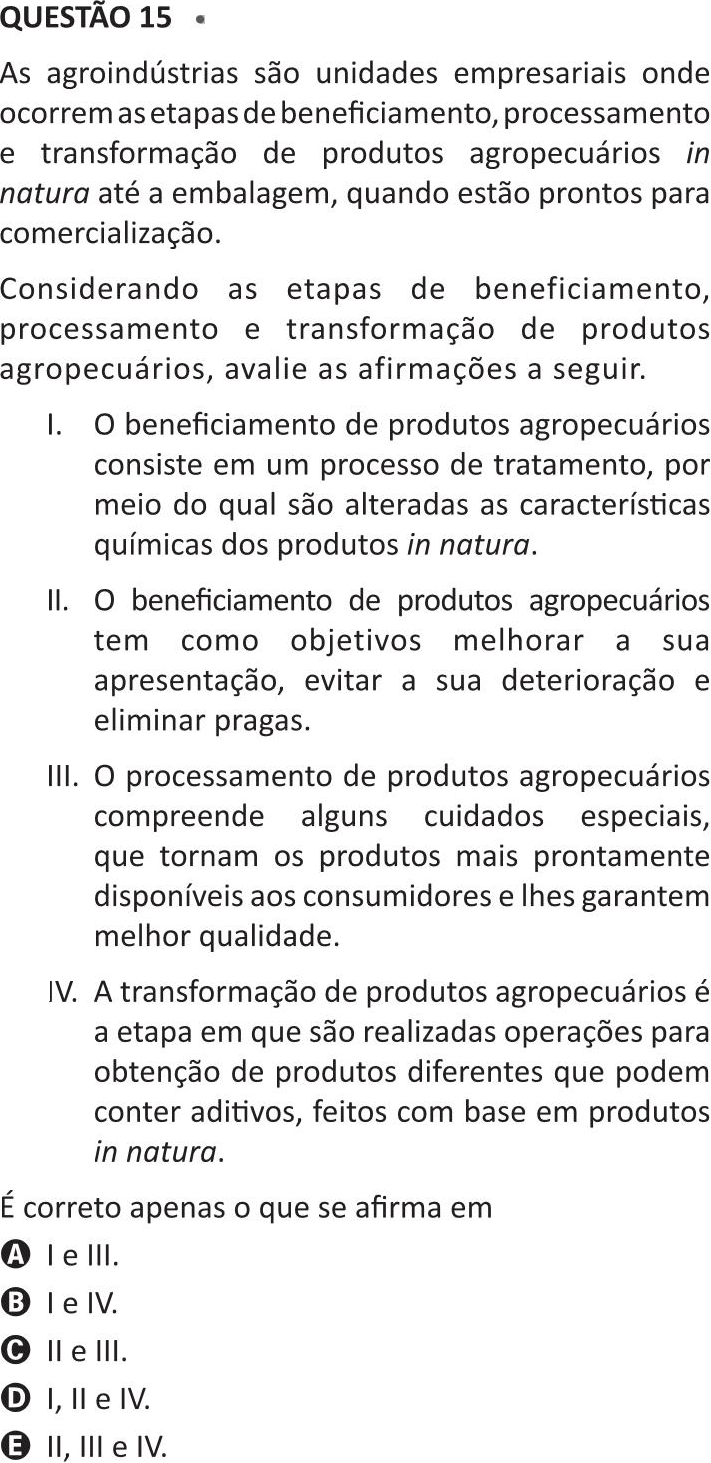 QUESTÃO 15
As agroindústrias são unidades empresariais onde
ocorrem as etapas de beneficiamento, processamento
e transformação de produtos agropecuários in
natura até a embalagem, quando estão prontos para
comercialização.
Considerando as etapas de beneficiamento,
processamento e transformação de produtos
agropecuários, avalie as afirmações a seguir.
I. O beneficiamento de produtos agropecuários
consiste em um processo de tratamento, por
meio do qual são alteradas as características
químicas dos produtos in natura.
II. O beneficiamento de produtos agropecuários
tem como objetivos melhorar a sua
apresentação, evitar a sua deterioração e
eliminar pragas.
III. O processamento de produtos agropecuários
compreende alguns cuidados especiais,
que tornam os produtos mais prontamente
disponíveis aos consumidores e lhes garantem
melhor qualidade.
IV. A transformação de produtos agropecuários é
a etapa em que são realizadas operações para
obtenção de produtos diferentes que podem
conter aditivos, feitos com base em produtos
in natura.
É correto apenas o que se afirma em
A I e III.
B I e IV.
C II e III.
D I, II e IV.
E II, III e IV.